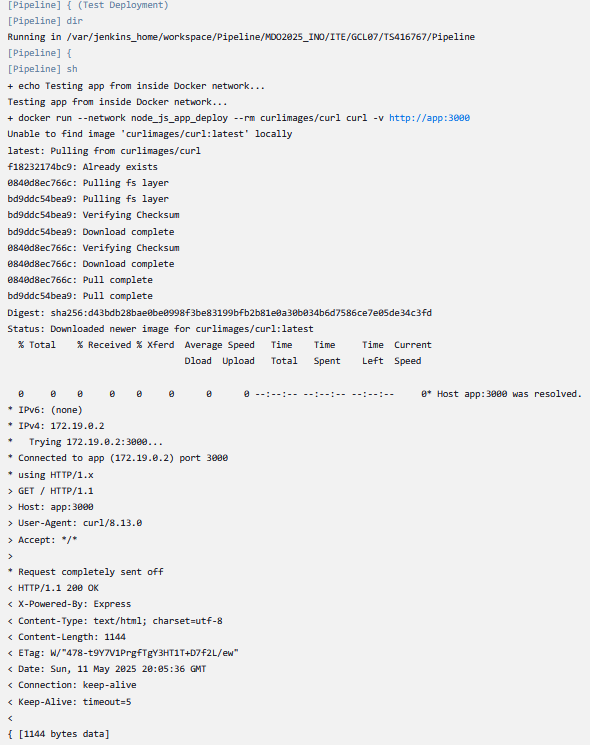 [Pipeline] { (Test Deployment)
[Pipeline] dir
Running in /var/jenkins_home/workspace/Pipeline/MDO2025_INO/ITE/GCL07/TS416767/Pipeline
[Pipeline] {
[Pipeline] sh
+ echo Testing app from inside Docker network...
Testing app from inside Docker network...
+ docker run --network node_js_app_deploy --rm curlimages/curl curl -v http://app:3000
Unable to find image 'curlimages/curl:latest' locally
latest: Pulling from curlimages/curl
f18232174bc9: Already exists
0840d8ec766c: Pulling fs layer
bd9ddc54bea9: Pulling fs layer
bd9ddc54bea9: Verifying Checksum
bd9ddc54bea9: Download complete
0840d8ec766c: Verifying Checksum
0840d8ec766c: Download complete
0840d8ec766c: Pull complete
bd9ddc54bea9: Pull complete
Digest: sha256:d43bdb28bae0be0998f3be83199bfb2b81e0a30b034b6d7586ce7e05de34c3fd
Status: Downloaded newer image for curlimages/curl:latest
  % Total    % Received % Xferd  Average Speed   Time    Time     Time  Current
                                 Dload  Upload   Total   Spent    Left  Speed
  0     0    0     0    0     0      0      0 --:--:-- --:--:-- --:--:--     0* Host app:3000 was resolved.
* IPv6: (none)
* IPv4: 172.19.0.2
*   Trying 172.19.0.2:3000...
* Connected to app (172.19.0.2) port 3000
* using HTTP/1.x
> GET / HTTP/1.1
> Host: app:3000
> User-Agent: curl/8.13.0
> Accept: */*
>
* Request completely sent off
< HTTP/1.1 200 OK
< X-Powered-By: Express
< Content-Type: text/html; charset=utf-8
< Content-Length: 1144
< ETag: W/"478-t9Y7V1PrgfTgY3HT1T+D7f2L/ew"
< Date: Sun, 11 May 2025 20:05:36 GMT
< Connection: keep-alive
< Keep-Alive: timeout=5
<
{ [1144 bytes data]